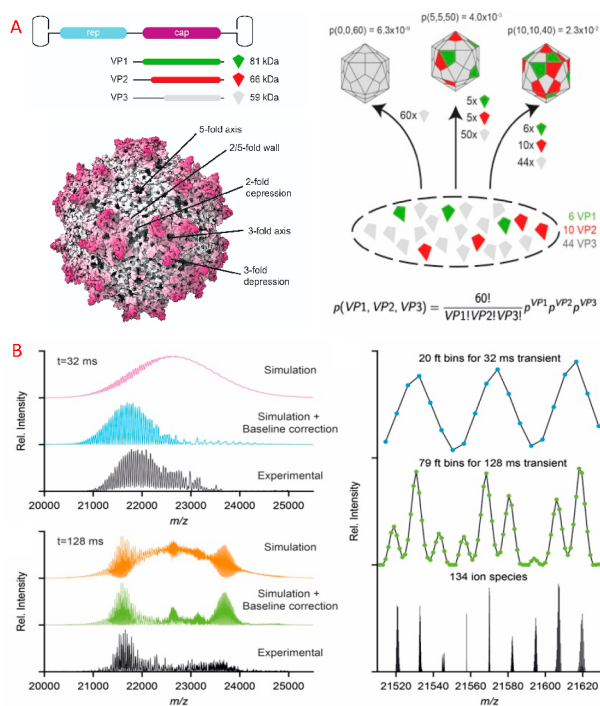 A
rep
cap
VP1
81 kDa
VP2
66 kDa
VP3
59 kDa
5-fold axis
2/5-fold wall
2-fold
depression
3-fold axis
3-fold
depression
p(5,5,50) = 4.0x10⁻³
p(0,0,60) = 6.3x10⁻⁹
p(10,10,40) = 2.3x10⁻²
60x
5x
5x
50x
6x
10x
44x
6 VP1
10 VP2
44 VP3
p(VP1, VP2, VP3) = 60! / VP1! VP2! VP3! p^VP1 p^VP2 p^VP3
B
t=32 ms
Simulation
Simulation +
Baseline correction
Experimental
Rel. Intensity
20000 21000 22000 23000 24000 25000
m/z
t=128 ms
Simulation
Simulation +
Baseline correction
Experimental
Rel. Intensity
20000 21000 22000 23000 24000 25000
m/z
20 ft bins for 32 ms transient
79 ft bins for 128 ms transient
134 ion species
Rel. Intensity
21520 21540 21560 21580 21600 21620
m/z